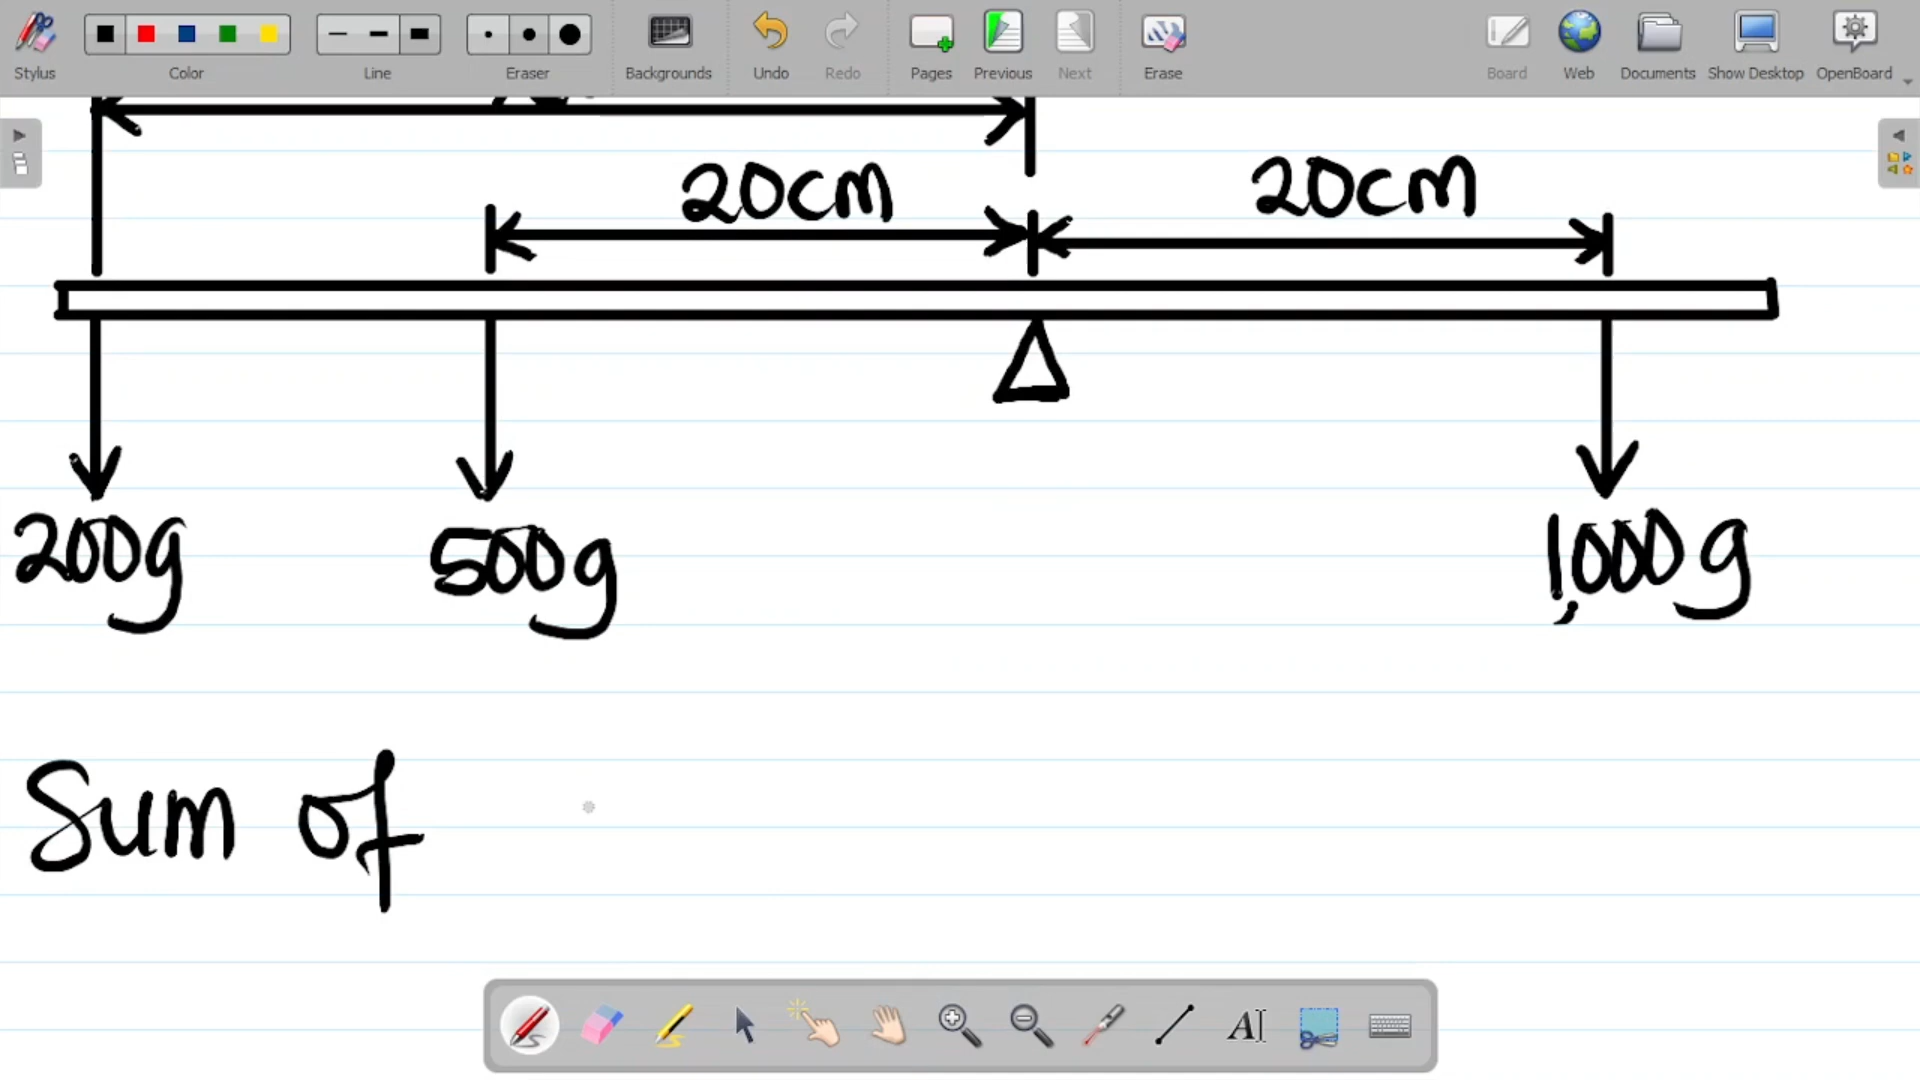 Stylus
Color
Line
Eraser
Backgrounds
Undo
Redo
Pages
Previous
Next
Erase
Board
Web
Documents
Show Desktop
OpenBoard
20cm 20cm
200g 500g 1,000g
Sum of
AI